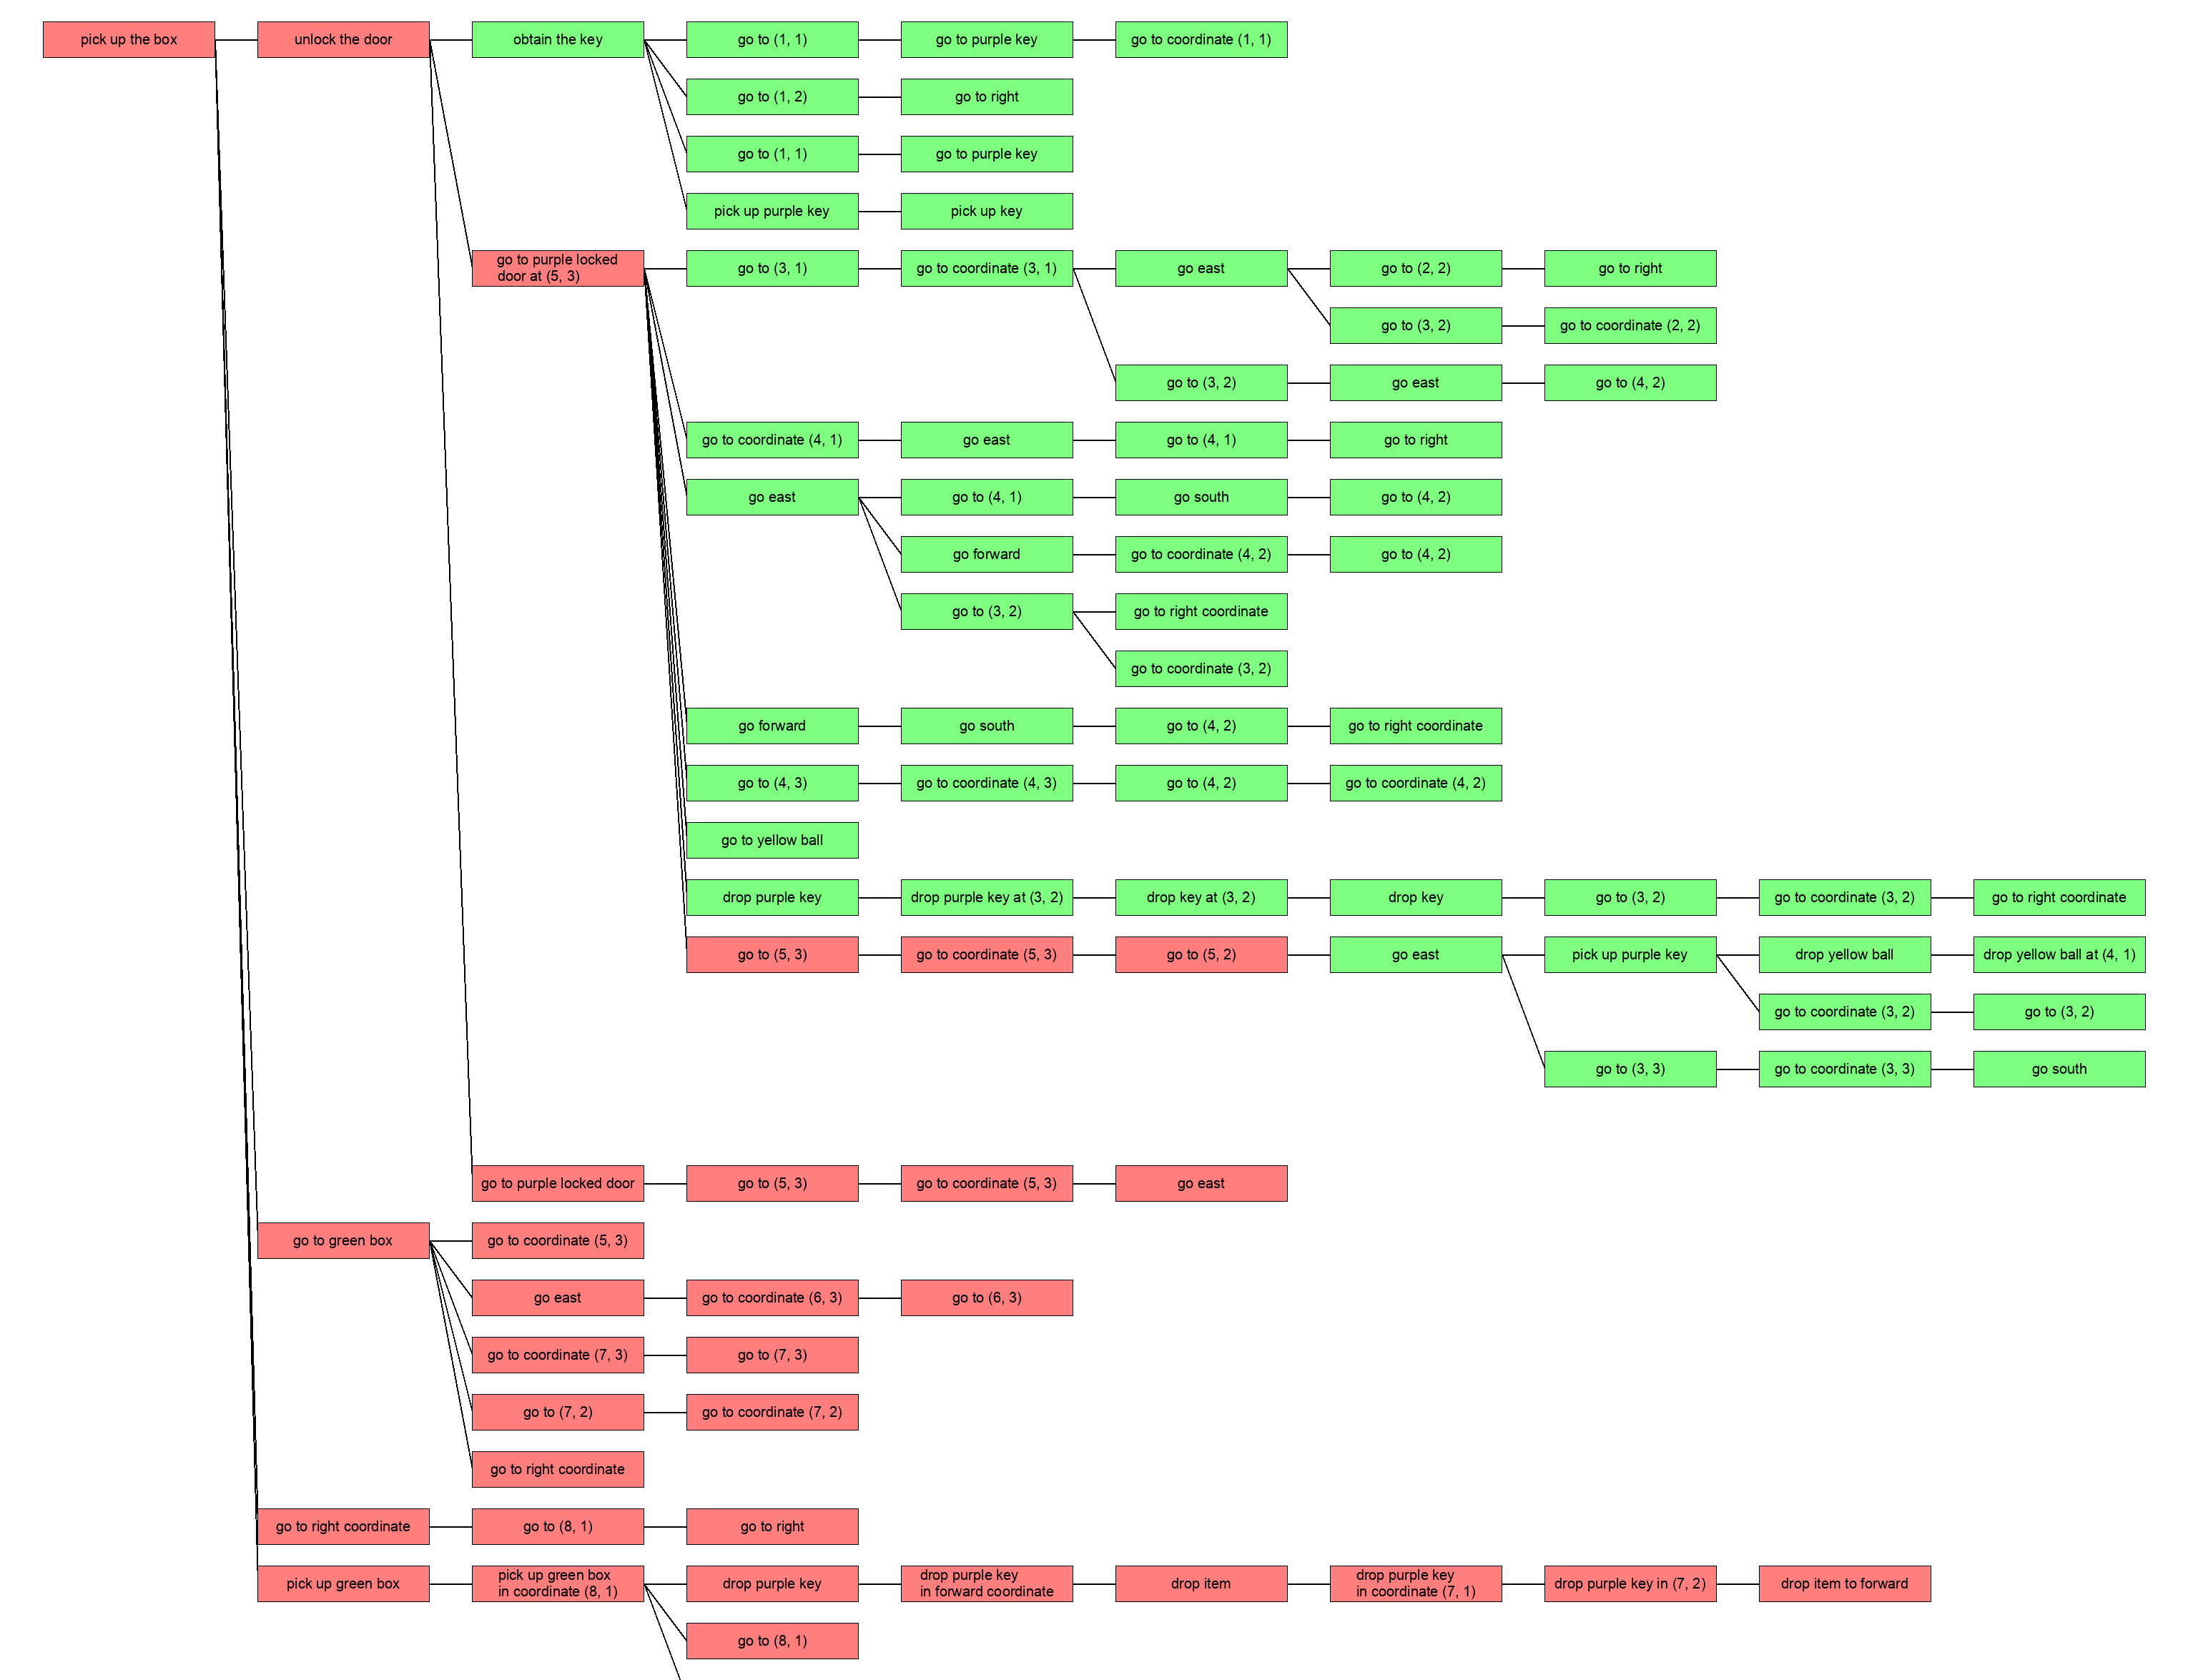 pick up the box
unlock the door
obtain the key
go to (1, 1)
go to purple key
go to coordinate (1, 1)
go to (1, 2)
go to right
go to (1, 1)
go to purple key
pick up purple key
pick up key
go to purple locked
door at (5, 3)
go to (3, 1)
go to coordinate (3, 1)
go east
go to (2, 2)
go to right
go to (3, 2)
go to coordinate (2, 2)
go to (3, 2)
go east
go to (4, 2)
go to coordinate (4, 1)
go east
go to (4, 1)
go to right
go east
go to (4, 1)
go south
go to (4, 2)
go forward
go to coordinate (4, 2)
go to (4, 2)
go to (3, 2)
go to right coordinate
go to coordinate (3, 2)
go forward
go south
go to (4, 2)
go to right coordinate
go to (4, 3)
go to coordinate (4, 3)
go to (4, 2)
go to coordinate (4, 2)
go to yellow ball
drop purple key
drop purple key at (3, 2)
drop key at (3, 2)
drop key
go to (3, 2)
go to coordinate (3, 2)
go to right coordinate
go to (5, 3)
go to coordinate (5, 3)
go to (5, 2)
go east
pick up purple key
drop yellow ball
drop yellow ball at (4, 1)
go to coordinate (3, 2)
go to (3, 2)
go to (3, 3)
go to coordinate (3, 3)
go south
go to purple locked door
go to (5, 3)
go to coordinate (5, 3)
go east
go to green box
go to coordinate (5, 3)
go east
go to coordinate (6, 3)
go to (6, 3)
go to coordinate (7, 3)
go to (7, 3)
go to (7, 2)
go to coordinate (7, 2)
go to right coordinate
go to right coordinate
go to (8, 1)
go to right
pick up green box
pick up green box
in coordinate (8, 1)
drop purple key
drop purple key
in forward coordinate
drop item
drop purple key
in coordinate (7, 1)
drop purple key in (7, 2)
drop item to forward
go to (8, 1)